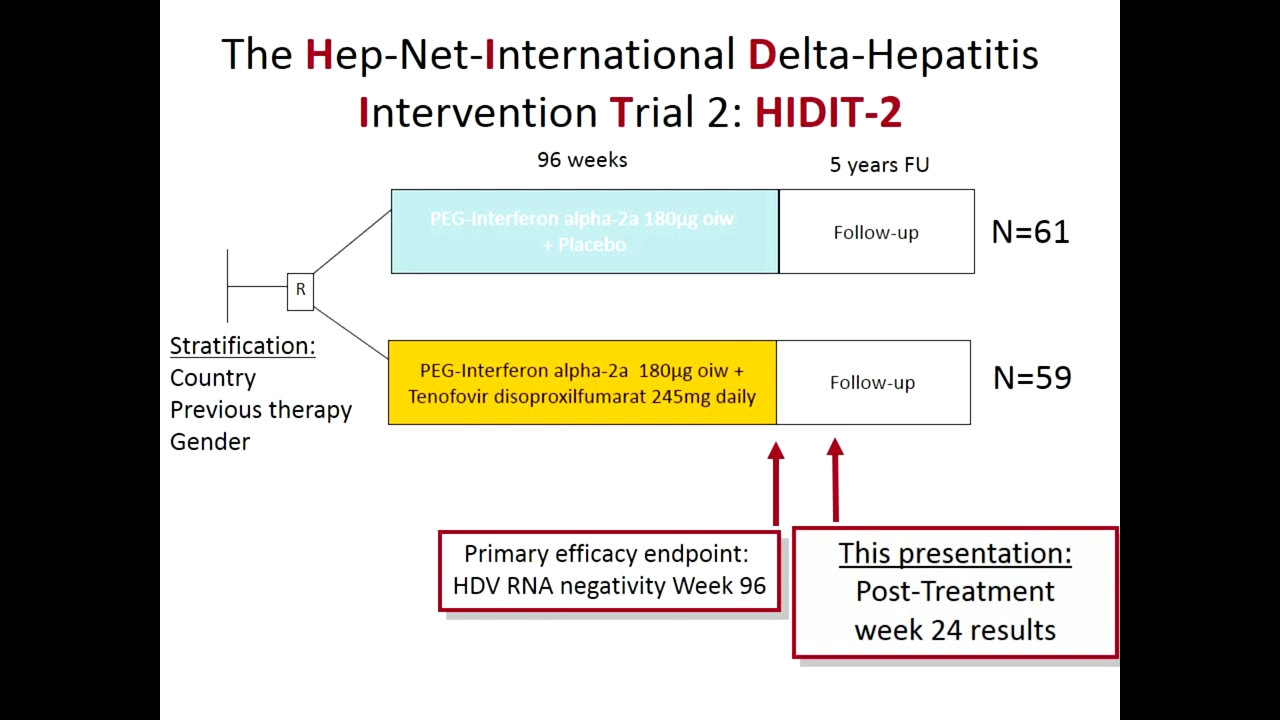 The Hep-Net-International Delta-Hepatitis
Intervention Trial 2: HIDIT-2
96 weeks
5 years FU
PEG-Interferon alpha-2a 180µg oiw
+ Placebo
Follow-up
N=61
R
Stratification:
Country
Previous therapy
Gender
PEG-Interferon alpha-2a 180µg oiw +
Tenofovir disoproxilfumarat 245mg daily
Follow-up
N=59
Primary efficacy endpoint:
HDV RNA negativity Week 96
This presentation:
Post-Treatment
week 24 results